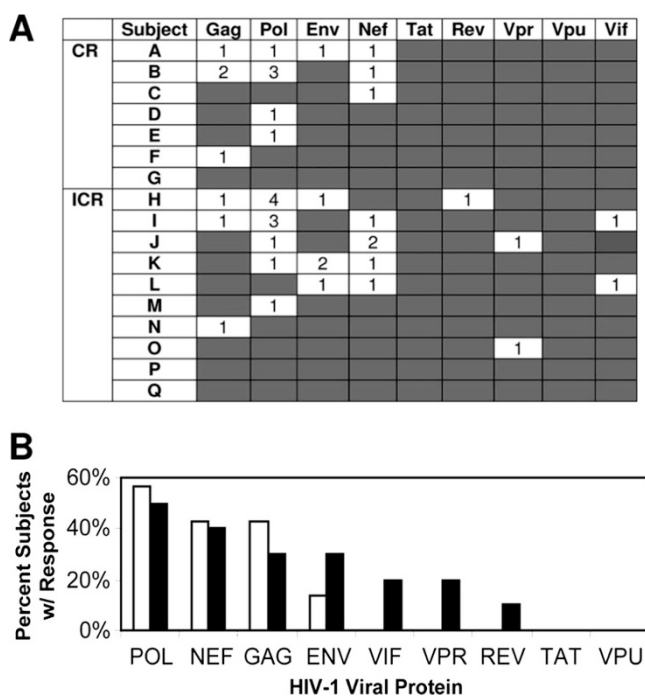 A
Subject Gag Pol Env Nef Tat Rev Vpr Vpu Vif
CR A 1 1 1 1
B 2 3 1
C 1
D 1
E 1
F 1
G
ICR H 1 4 1 1
I 1 3 1 1
J 1 2 1
K 1 2 1
L 1 1 1
M 1
N 1
O 1
P
Q
B
Percent Subjects
w/ Response
60%
40%
20%
0%
POL NEF GAG ENV VIF VPR REV TAT VPU
HIV-1 Viral Protein